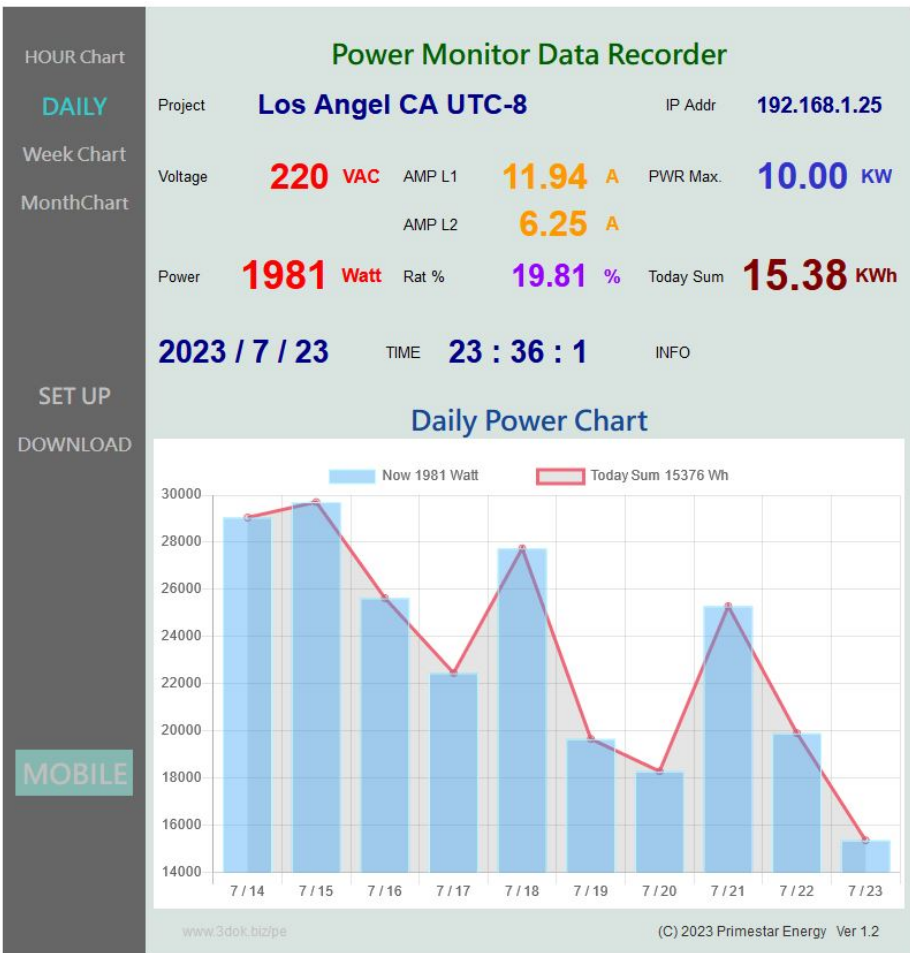 HOUR Chart
DAILY
Week Chart
MonthChart
SET UP
DOWNLOAD
MOBILE
Power Monitor Data Recorder
Project Los Angel CA UTC-8 IP Addr 192.168.1.25
Voltage 220 VAC AMP L1 11.94 A PWR Max. 10.00 KW
AMP L2 6.25 A
Power 1981 Watt Rat % 19.81 % Today Sum 15.38 KWh
2023 / 7 / 23 TIME 23 : 36 : 1 INFO
Daily Power Chart
Now 1981 Watt Today Sum 15376 Wh
30000
28000
26000
24000
22000
20000
18000
16000
14000
7 / 14 7 / 15 7 / 16 7 / 17 7 / 18 7 / 19 7 / 20 7 / 21 7 / 22 7 / 23
www.3dok.biz/pe (C) 2023 Primestar Energy Ver 1.2